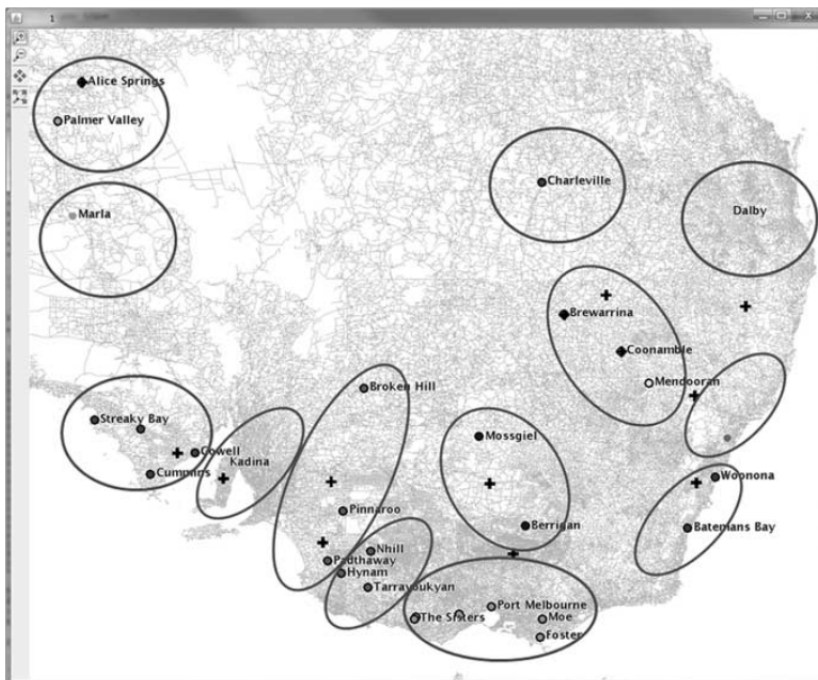 1
Alice Springs
Palmer Valley
Charleville
Marla
Dalby
Brewarrina
Coonamble
Mendooran
Broken Hill
Streaky Bay
Mossgiel
Cowell
Kadina
Cummins
Woonona
Pinnaroo
Berrigan
Batemans Bay
Nhill
Padthaway
Hynam
Tarrayoukyan
Port Melbourne
The Sisters
Moe
Foster